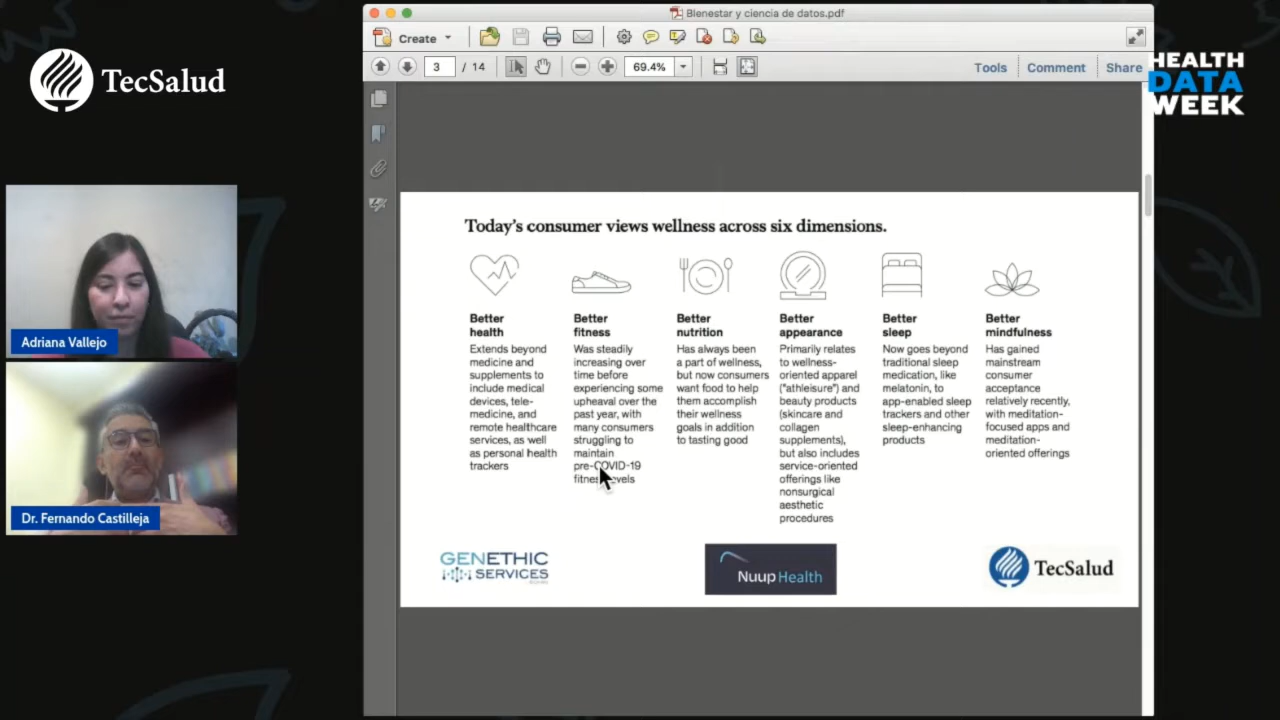 TecSalud
Bienestar y ciencia de datos.pdf
Create
3 / 14
69.4%
Tools
Comment
Share
HEALTH
DATA
WEEK
Adriana Vallejo
Dr. Fernando Castilleja
Today's consumer views wellness across six dimensions.
Better
health
Extends beyond
medicine and
supplements to
include medical
devices, tele-
medicine, and
remote healthcare
services, as well
as personal health
trackers
Better
fitness
Was steadily
increasing over
time before
experiencing some
upheaval over the
past year, with
many consumers
struggling to
maintain
pre-COVID-19
fitness levels
Better
nutrition
Has always been
a part of wellness,
but now consumers
want food to help
them accomplish
their wellness
goals in addition
to tasting good
Better
appearance
Primarily relates
to wellness-
oriented apparel
("athleisure") and
beauty products
(skincare and
collagen
supplements),
but also includes
service-oriented
offerings like
nonsurgical
aesthetic
procedures
Better
sleep
Now goes beyond
traditional sleep
medication, like
melatonin, to
app-enabled sleep
trackers and other
sleep-enhancing
products
Better
mindfulness
Has gained
mainstream
consumer
acceptance
relatively recently,
with meditation-
focused apps and
meditation-
oriented offerings
GENETHIC
SERVICES
Nuup Health
TecSalud